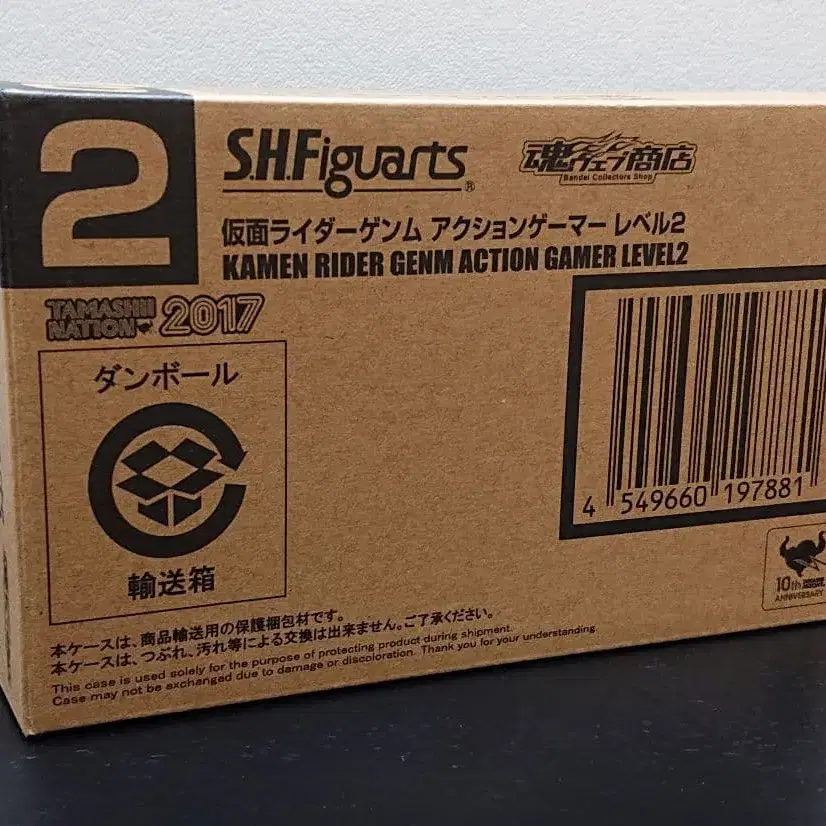 2
S.H.Figuarts®
魂ウェブ商店
Bandai Collectors Shop
仮面ライダーゲンム アクションゲーマー レベル2
KAMEN RIDER GENM ACTION GAMER LEVEL2
TAMASHII NATION 2017
ダンボール
輸送箱
4 549660 197881
10th
ANNIVERSARY
本ケースは、商品輸送用の保護梱包材です。
本ケースは、つぶれ、汚れ等による交換は出来ません。ご了承ください。
This case is used solely for the purpose of protecting product during shipment.
Case may not be exchanged due to damage or discoloration. Thank you for your understanding.